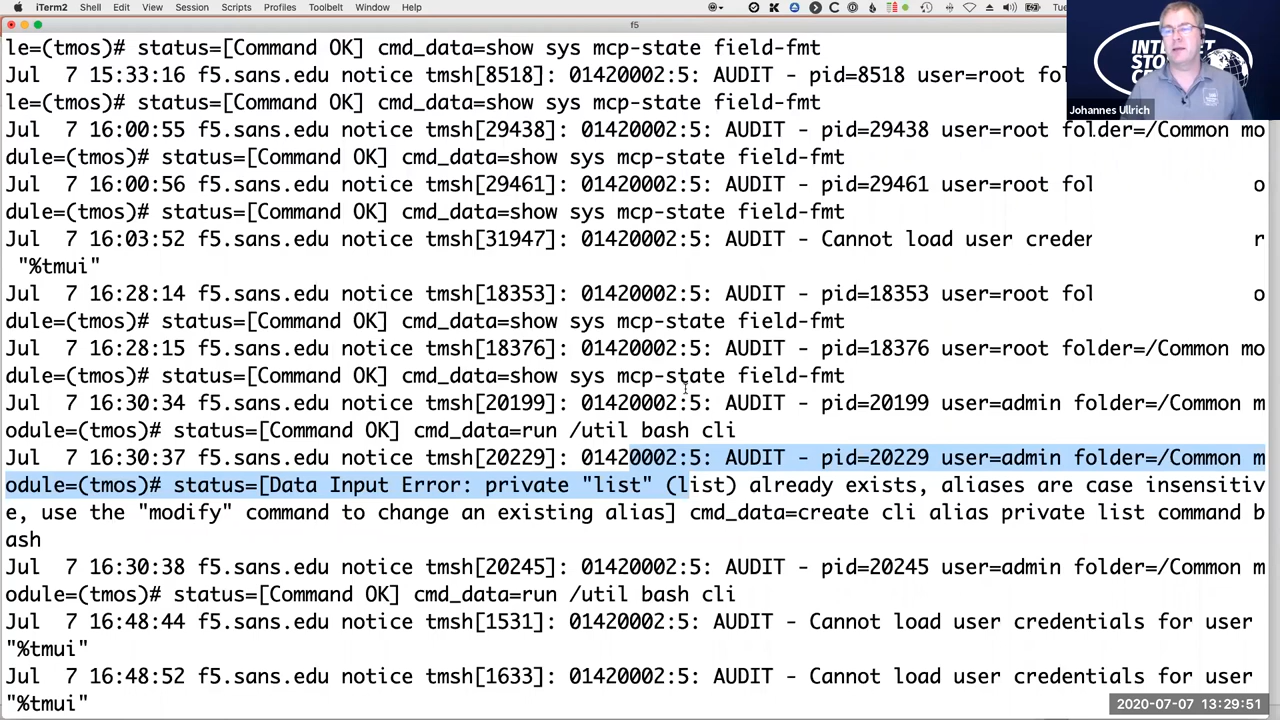 iTerm2 Shell Edit View Session Scripts Profiles Toolbelt Window Help Tue
f5
le=(tmos)# status=[Command OK] cmd_data=show sys mcp-state field-fmt
Jul  7 15:33:16 f5.sans.edu notice tmsh[8518]: 01420002:5: AUDIT - pid=8518 user=root fol
le=(tmos)# status=[Command OK] cmd_data=show sys mcp-state field-fmt
Jul  7 16:00:55 f5.sans.edu notice tmsh[29438]: 01420002:5: AUDIT - pid=29438 user=root folder=/Common mo
dule=(tmos)# status=[Command OK] cmd_data=show sys mcp-state field-fmt
Jul  7 16:00:56 f5.sans.edu notice tmsh[29461]: 01420002:5: AUDIT - pid=29461 user=root fol o
dule=(tmos)# status=[Command OK] cmd_data=show sys mcp-state field-fmt
Jul  7 16:03:52 f5.sans.edu notice tmsh[31947]: 01420002:5: AUDIT - Cannot load user creder r
"%tmui"
Jul  7 16:28:14 f5.sans.edu notice tmsh[18353]: 01420002:5: AUDIT - pid=18353 user=root fol o
dule=(tmos)# status=[Command OK] cmd_data=show sys mcp-state field-fmt
Jul  7 16:28:15 f5.sans.edu notice tmsh[18376]: 01420002:5: AUDIT - pid=18376 user=root folder=/Common mo
dule=(tmos)# status=[Command OK] cmd_data=show sys mcp-state field-fmt
Jul  7 16:30:34 f5.sans.edu notice tmsh[20199]: 01420002:5: AUDIT - pid=20199 user=admin folder=/Common m
odule=(tmos)# status=[Command OK] cmd_data=run /util bash cli
Jul  7 16:30:37 f5.sans.edu notice tmsh[20229]: 01420002:5: AUDIT - pid=20229 user=admin folder=/Common m
odule=(tmos)# status=[Data Input Error: private "list" (list) already exists, aliases are case insensitiv
e, use the "modify" command to change an existing alias] cmd_data=create cli alias private list command b
ash
Jul  7 16:30:38 f5.sans.edu notice tmsh[20245]: 01420002:5: AUDIT - pid=20245 user=admin folder=/Common m
odule=(tmos)# status=[Command OK] cmd_data=run /util bash cli
Jul  7 16:48:44 f5.sans.edu notice tmsh[1531]: 01420002:5: AUDIT - Cannot load user credentials for user
"%tmui"
Jul  7 16:48:52 f5.sans.edu notice tmsh[1633]: 01420002:5: AUDIT - Cannot load user credentials for user
"%tmui"
Johannes Ullrich
2020-07-07 13:29:51